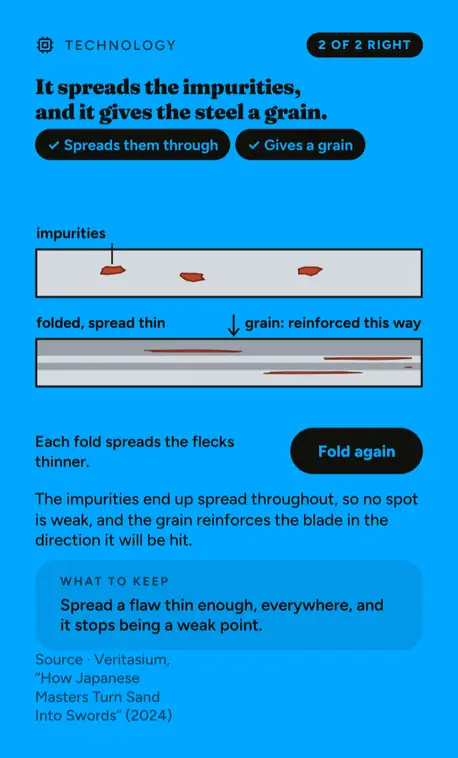 TECHNOLOGY
2 OF 2 RIGHT
It spreads the impurities,
and it gives the steel a grain.
✓ Spreads them through
✓ Gives a grain
impurities
folded, spread thin
↓ grain: reinforced this way
Each fold spreads the flecks
thinner.
Fold again
The impurities end up spread throughout, so no spot
is weak, and the grain reinforces the blade in the
direction it will be hit.
WHAT TO KEEP
Spread a flaw thin enough, everywhere, and
it stops being a weak point.
Source · Veritasium,
“How Japanese
Masters Turn Sand
Into Swords” (2024)